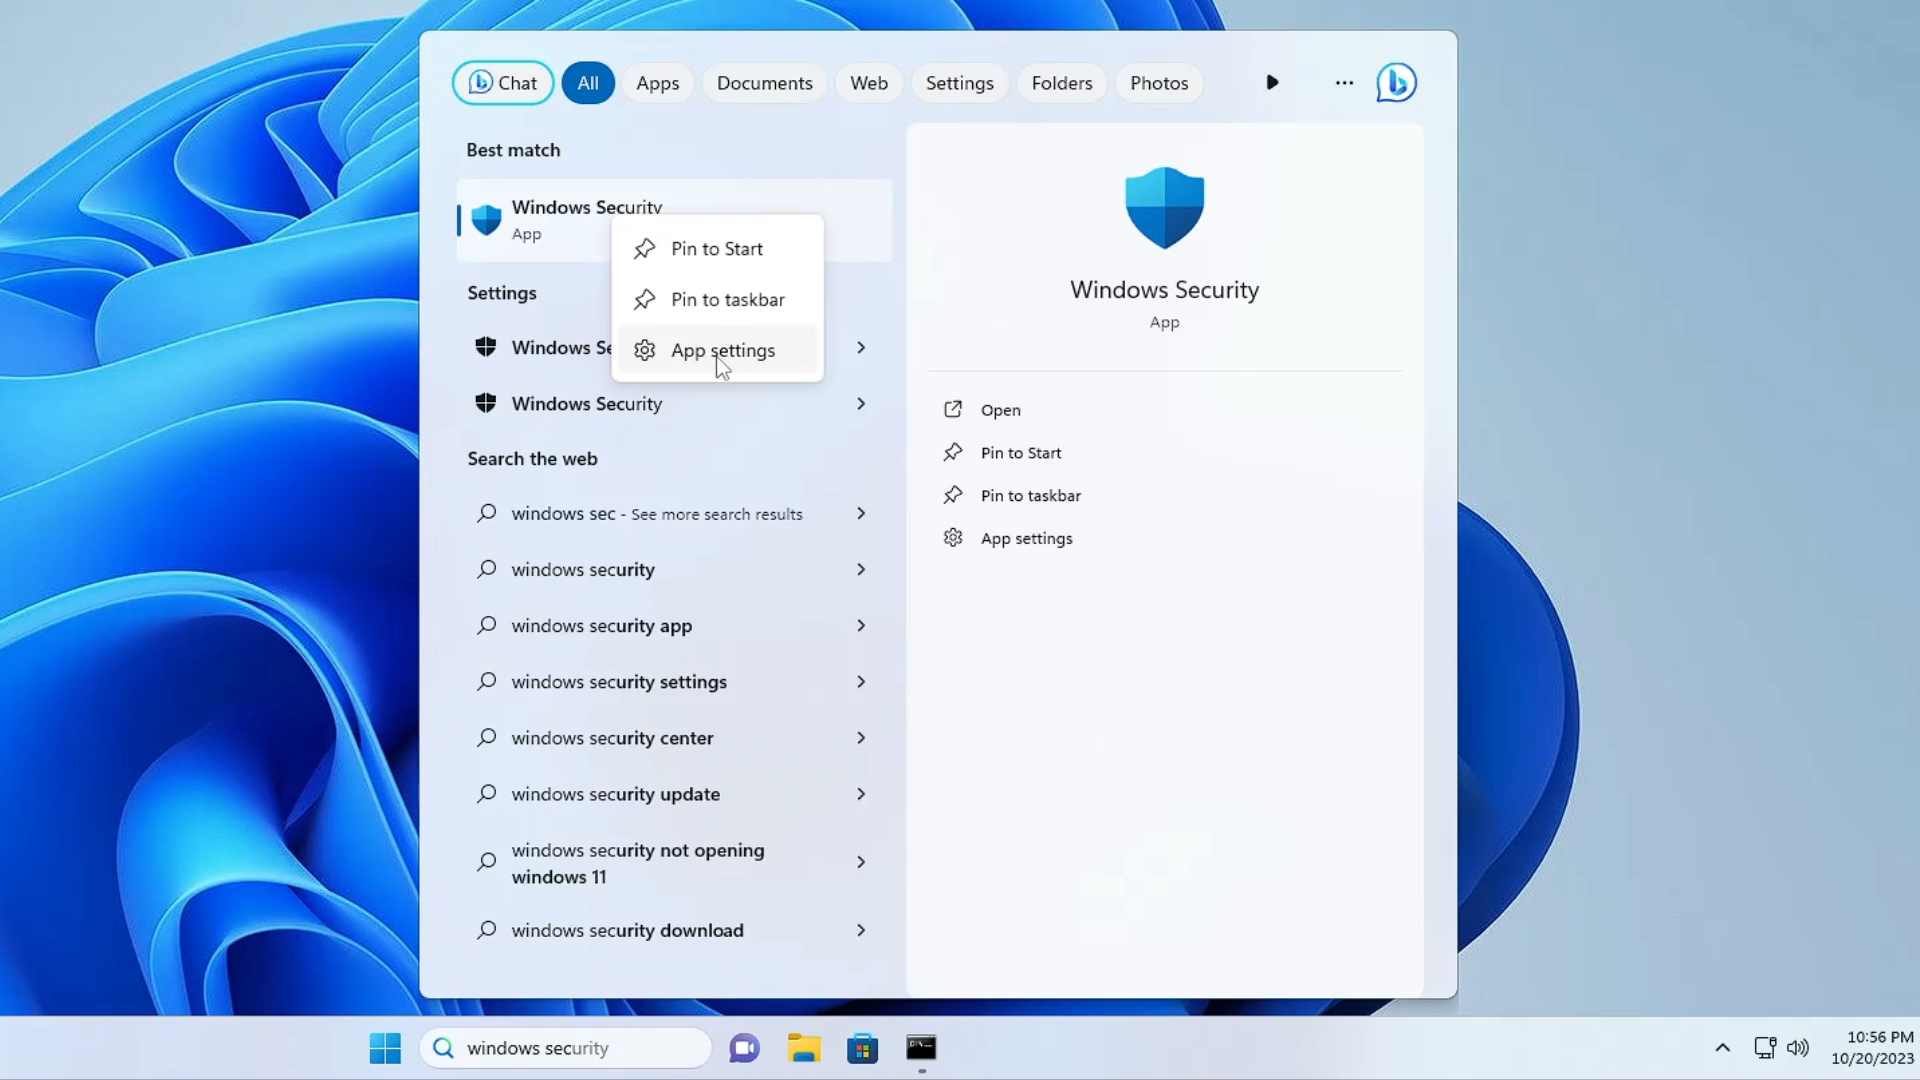 Chat All Apps Documents Web Settings Folders Photos
Best match
Windows Security
App
Pin to Start
Pin to taskbar
App settings
Settings
Windows Se
Windows Security
Search the web
windows sec - See more search results
windows security
windows security app
windows security settings
windows security center
windows security update
windows security not opening
windows 11
windows security download
Windows Security
App
Open
Pin to Start
Pin to taskbar
App settings
windows security
10:56 PM
10/20/2023